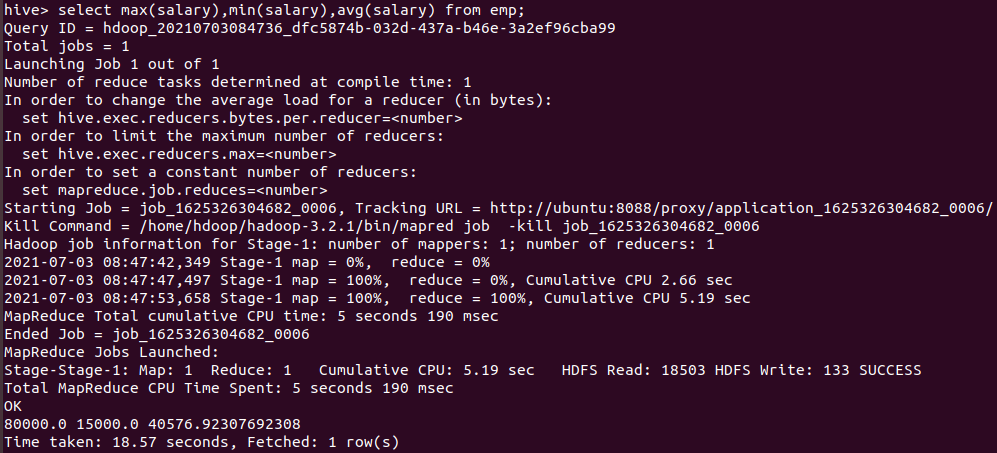 hive> select max(salary),min(salary),avg(salary) from emp;
Query ID = hdoop_20210703084736_dfc5874b-032d-437a-b46e-3a2ef96cba99
Total jobs = 1
Launching Job 1 out of 1
Number of reduce tasks determined at compile time: 1
In order to change the average load for a reducer (in bytes):
  set hive.exec.reducers.bytes.per.reducer=<number>
In order to limit the maximum number of reducers:
  set hive.exec.reducers.max=<number>
In order to set a constant number of reducers:
  set mapreduce.job.reduces=<number>
Starting Job = job_1625326304682_0006, Tracking URL = http://ubuntu:8088/proxy/application_1625326304682_0006/
Kill Command = /home/hdoop/hadoop-3.2.1/bin/mapred job  -kill job_1625326304682_0006
Hadoop job information for Stage-1: number of mappers: 1; number of reducers: 1
2021-07-03 08:47:42,349 Stage-1 map = 0%,  reduce = 0%
2021-07-03 08:47:47,497 Stage-1 map = 100%,  reduce = 0%, Cumulative CPU 2.66 sec
2021-07-03 08:47:53,658 Stage-1 map = 100%,  reduce = 100%, Cumulative CPU 5.19 sec
MapReduce Total cumulative CPU time: 5 seconds 190 msec
Ended Job = job_1625326304682_0006
MapReduce Jobs Launched:
Stage-Stage-1: Map: 1  Reduce: 1   Cumulative CPU: 5.19 sec   HDFS Read: 18503 HDFS Write: 133 SUCCESS
Total MapReduce CPU Time Spent: 5 seconds 190 msec
OK
80000.0 15000.0 40576.92307692308
Time taken: 18.57 seconds, Fetched: 1 row(s)